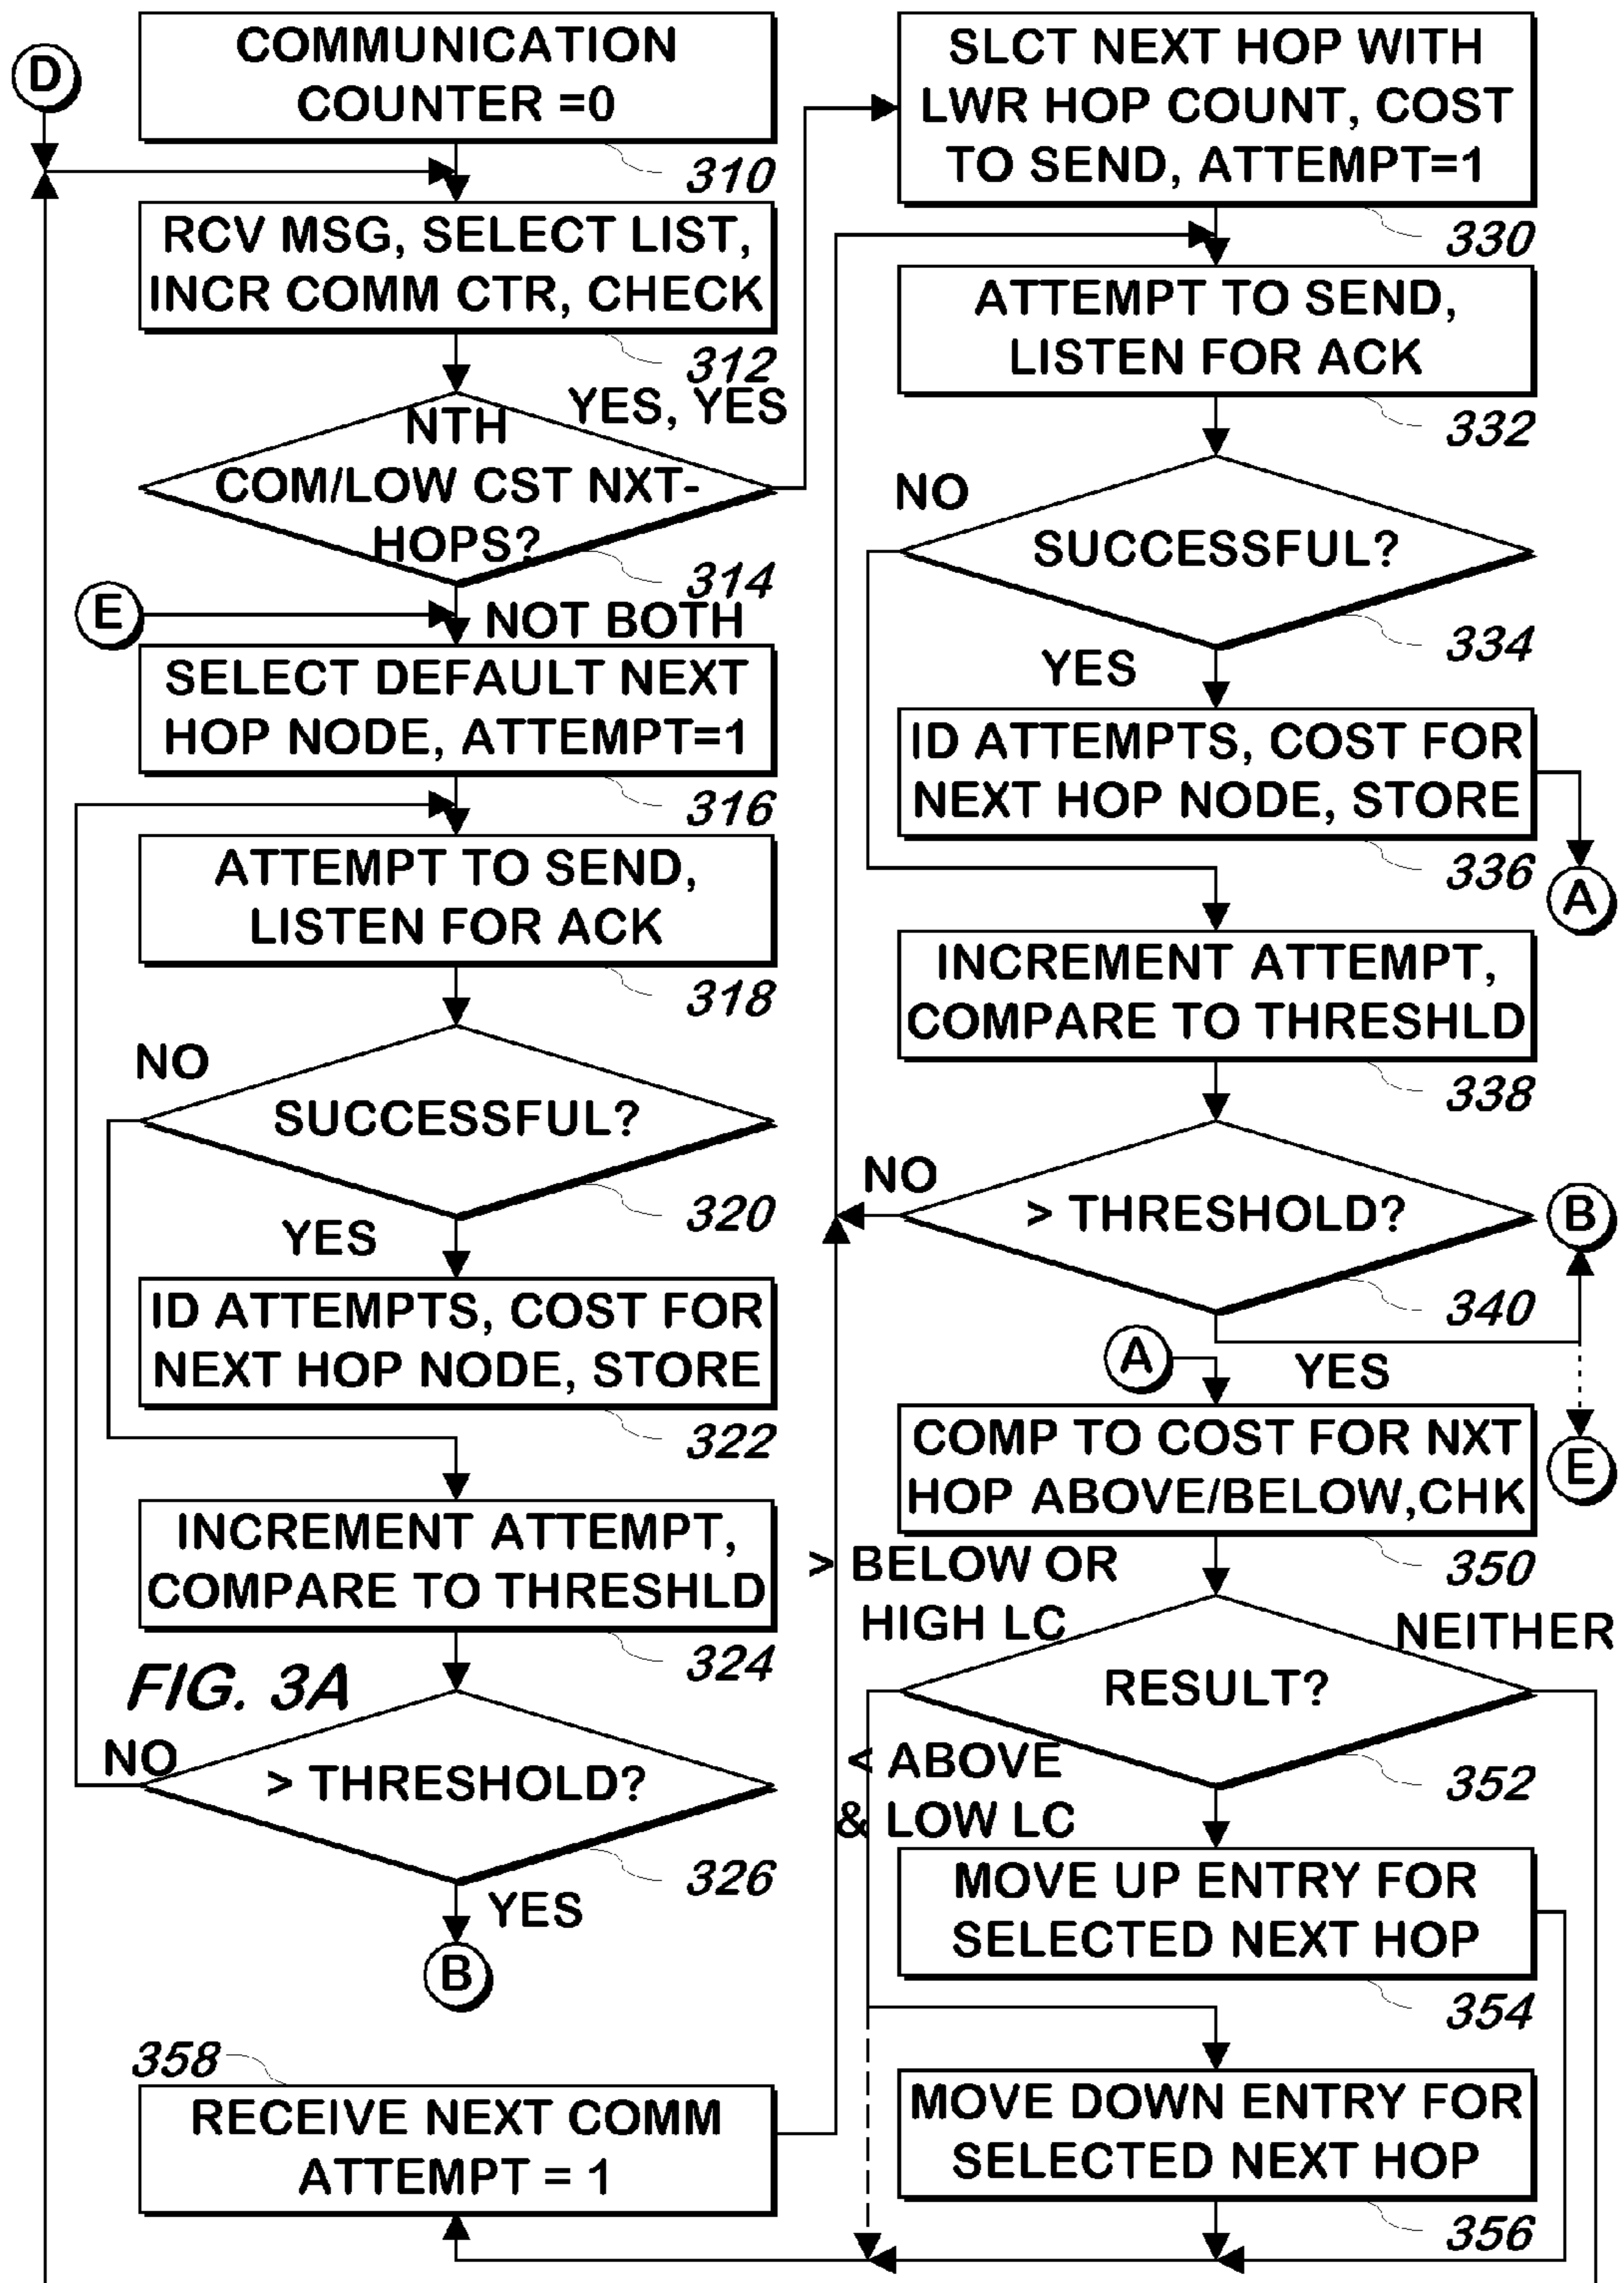 D
COMMUNICATION
COUNTER =0
310
RCV MSG, SELECT LIST,
INCR COMM CTR, CHECK
312
YES, YES
NTH
COM/LOW CST NXT-
HOPS?
314
E
NOT BOTH
SELECT DEFAULT NEXT
HOP NODE, ATTEMPT=1
316
ATTEMPT TO SEND,
LISTEN FOR ACK
318
NO
SUCCESSFUL?
320
YES
ID ATTEMPTS, COST FOR
NEXT HOP NODE, STORE
322
INCREMENT ATTEMPT,
COMPARE TO THRESHLD
324
FIG. 3A
NO
> THRESHOLD?
326
YES
B
358
RECEIVE NEXT COMM
ATTEMPT = 1
SLCT NEXT HOP WITH
LWR HOP COUNT, COST
TO SEND, ATTEMPT=1
330
ATTEMPT TO SEND,
LISTEN FOR ACK
332
NO
SUCCESSFUL?
334
YES
ID ATTEMPTS, COST FOR
NEXT HOP NODE, STORE
336
A
INCREMENT ATTEMPT,
COMPARE TO THRESHLD
338
NO
> THRESHOLD?
B
340
A
YES
COMP TO COST FOR NXT
HOP ABOVE/BELOW,CHK
E
350
> BELOW OR
HIGH LC
NEITHER
RESULT?
352
< ABOVE
& LOW LC
MOVE UP ENTRY FOR
SELECTED NEXT HOP
354
MOVE DOWN ENTRY FOR
SELECTED NEXT HOP
356